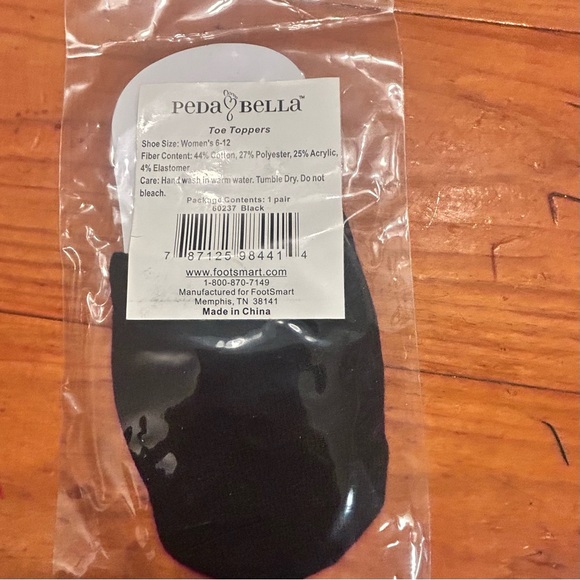 PEDA BELLA™
Toe Toppers
Shoe Size: Women's 6-12
Fiber Content: 44% Cotton, 27% Polyester, 25% Acrylic,
4% Elastomer
Care: Hand wash in warm water. Tumble Dry. Do not
bleach.
Package Contents: 1 pair
60237 Black
7 87125 98441 4
www.footsmart.com
1-800-870-7149
Manufactured for FootSmart
Memphis, TN 38141
Made in China